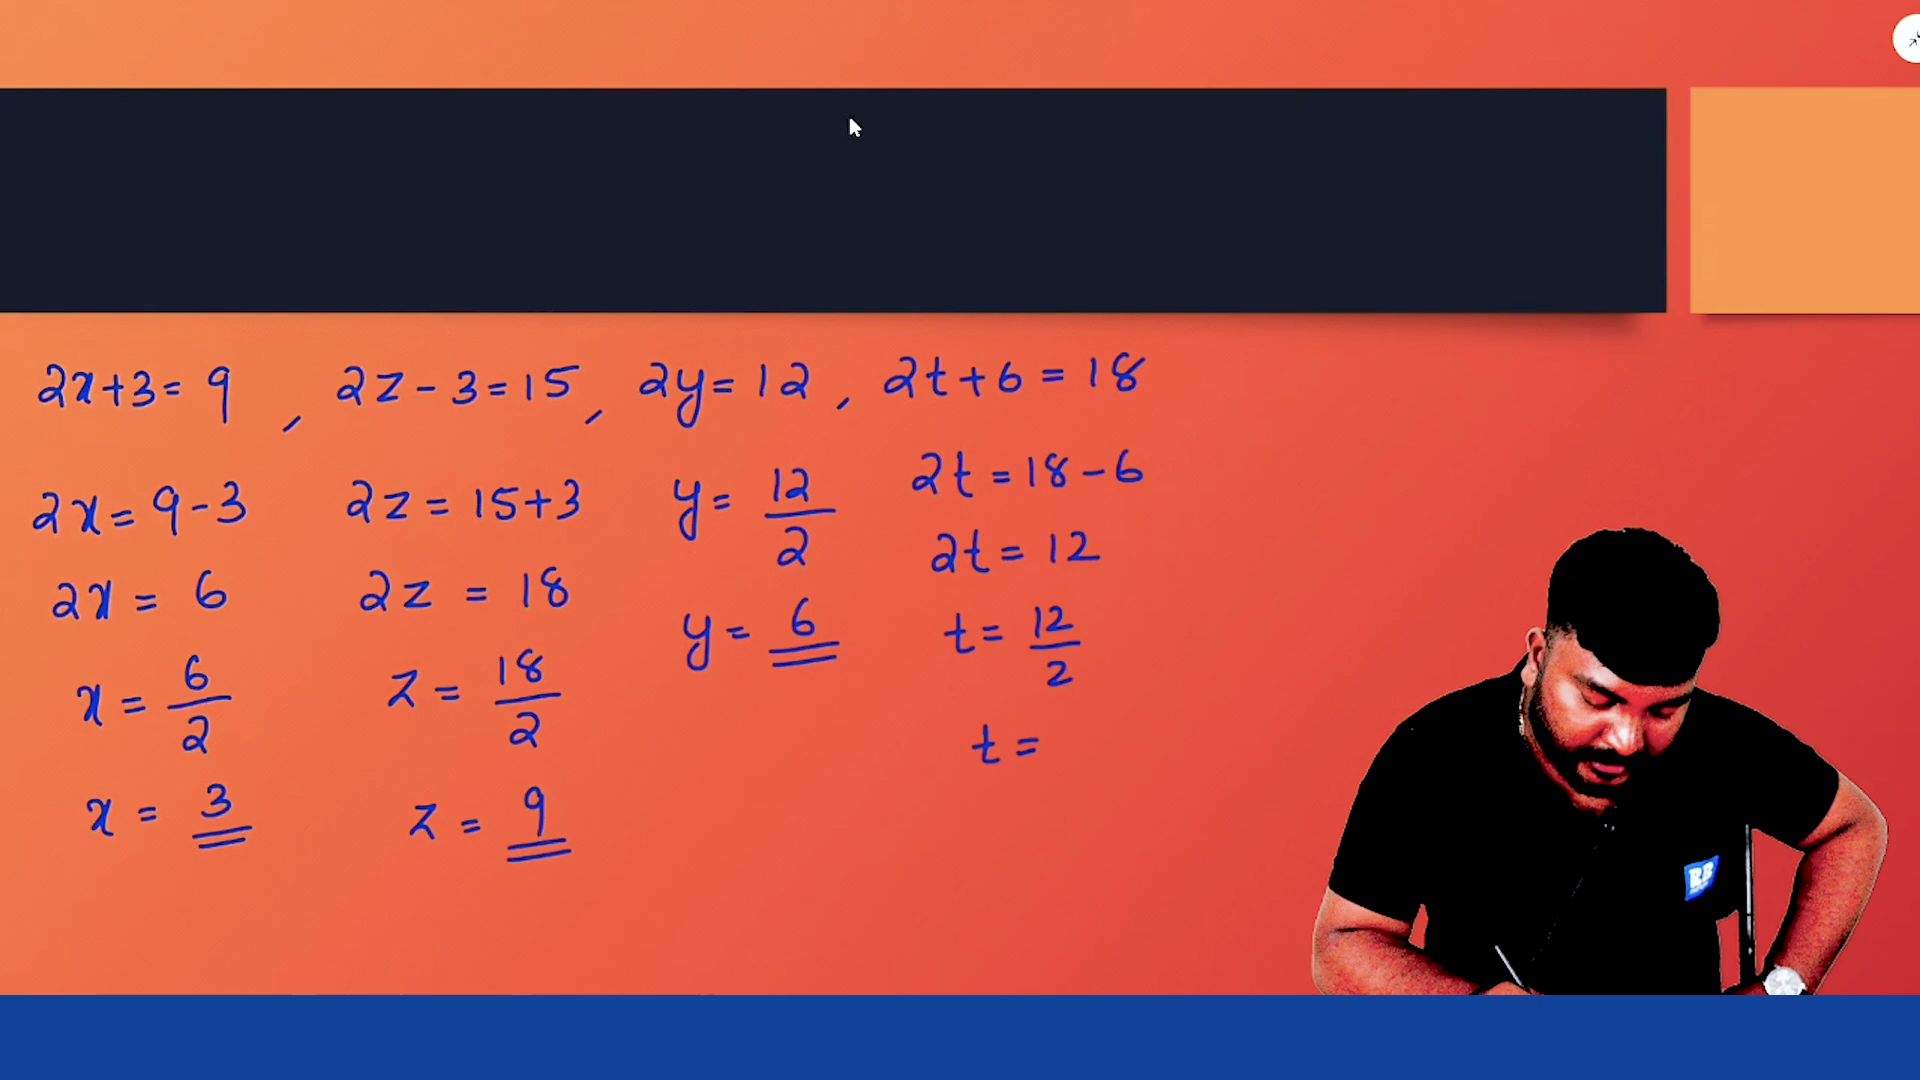 2x+3=9 , 2z-3=15 , 2y=12 , 2t+6=18
2x=9-3
2x=6
x=6/2
x=3
2z=15+3
2z=18
z=18/2
z=9
y=12/2
y=6
2t=18-6
2t=12
t=12/2
t=